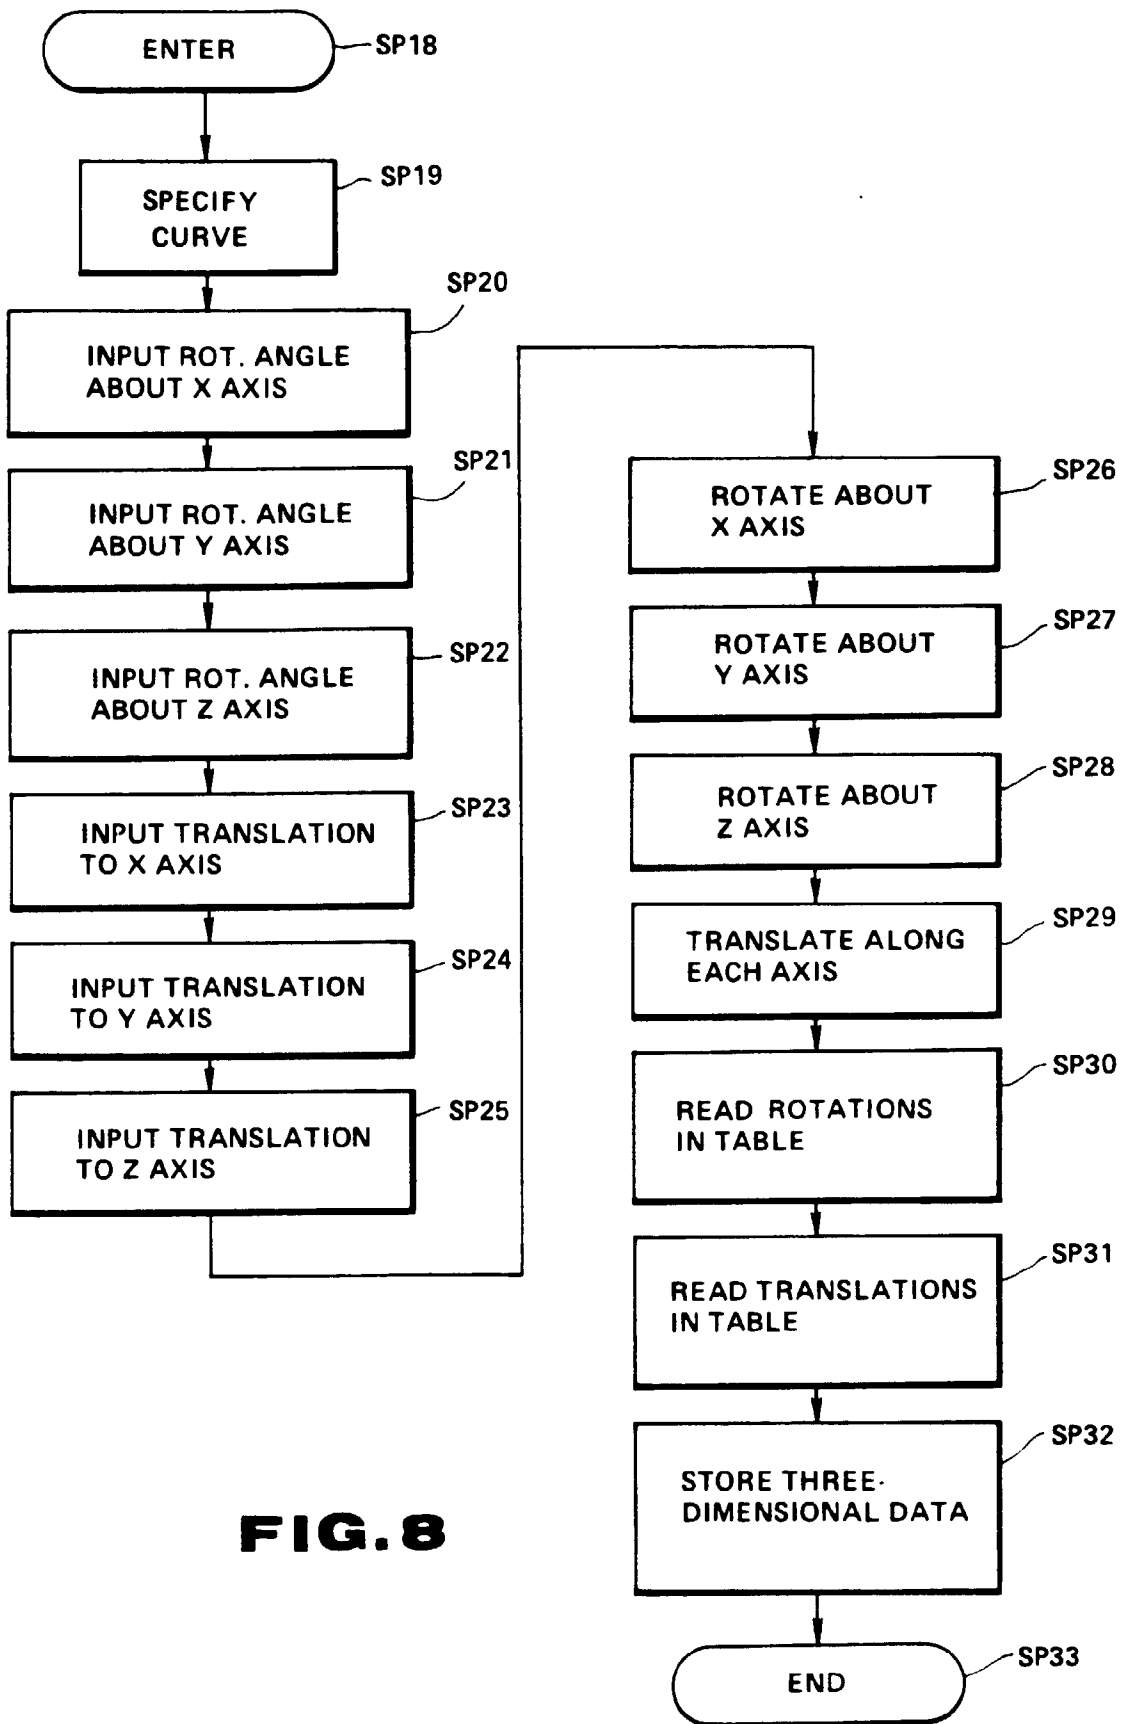 ENTER
SP18
SPECIFY
CURVE
SP19
INPUT ROT. ANGLE
ABOUT X AXIS
SP20
INPUT ROT. ANGLE
ABOUT Y AXIS
SP21
INPUT ROT. ANGLE
ABOUT Z AXIS
SP22
INPUT TRANSLATION
TO X AXIS
SP23
INPUT TRANSLATION
TO Y AXIS
SP24
INPUT TRANSLATION
TO Z AXIS
SP25
ROTATE ABOUT
X AXIS
SP26
ROTATE ABOUT
Y AXIS
SP27
ROTATE ABOUT
Z AXIS
SP28
TRANSLATE ALONG
EACH AXIS
SP29
READ ROTATIONS
IN TABLE
SP30
READ TRANSLATIONS
IN TABLE
SP31
STORE THREE-
DIMENSIONAL DATA
SP32
END
SP33
FIG.8